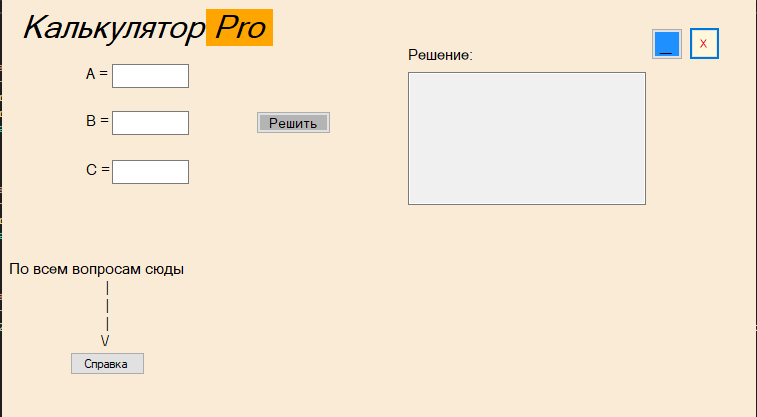 Калькулятор Pro
_ X
Решение:
A =
B =
Решить
C =
По всем вопросам сюды
|
|
|
\/
Справка